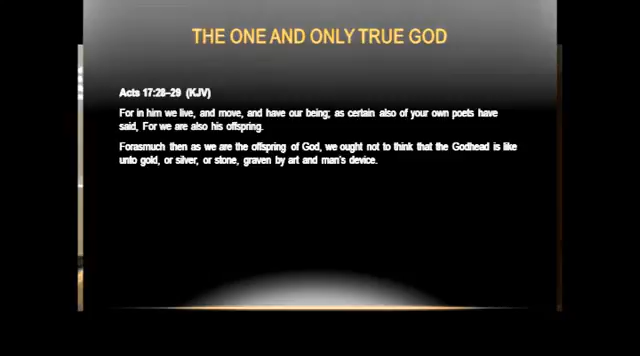 THE ONE AND ONLY TRUE GOD
Acts 17:28–29 (KJV)
For in him we live, and move, and have our being; as certain also of your own poets have
said, For we are also his offspring.
Forasmuch then as we are the offspring of God, we ought not to think that the Godhead is like
unto gold, or silver, or stone, graven by art and man's device.